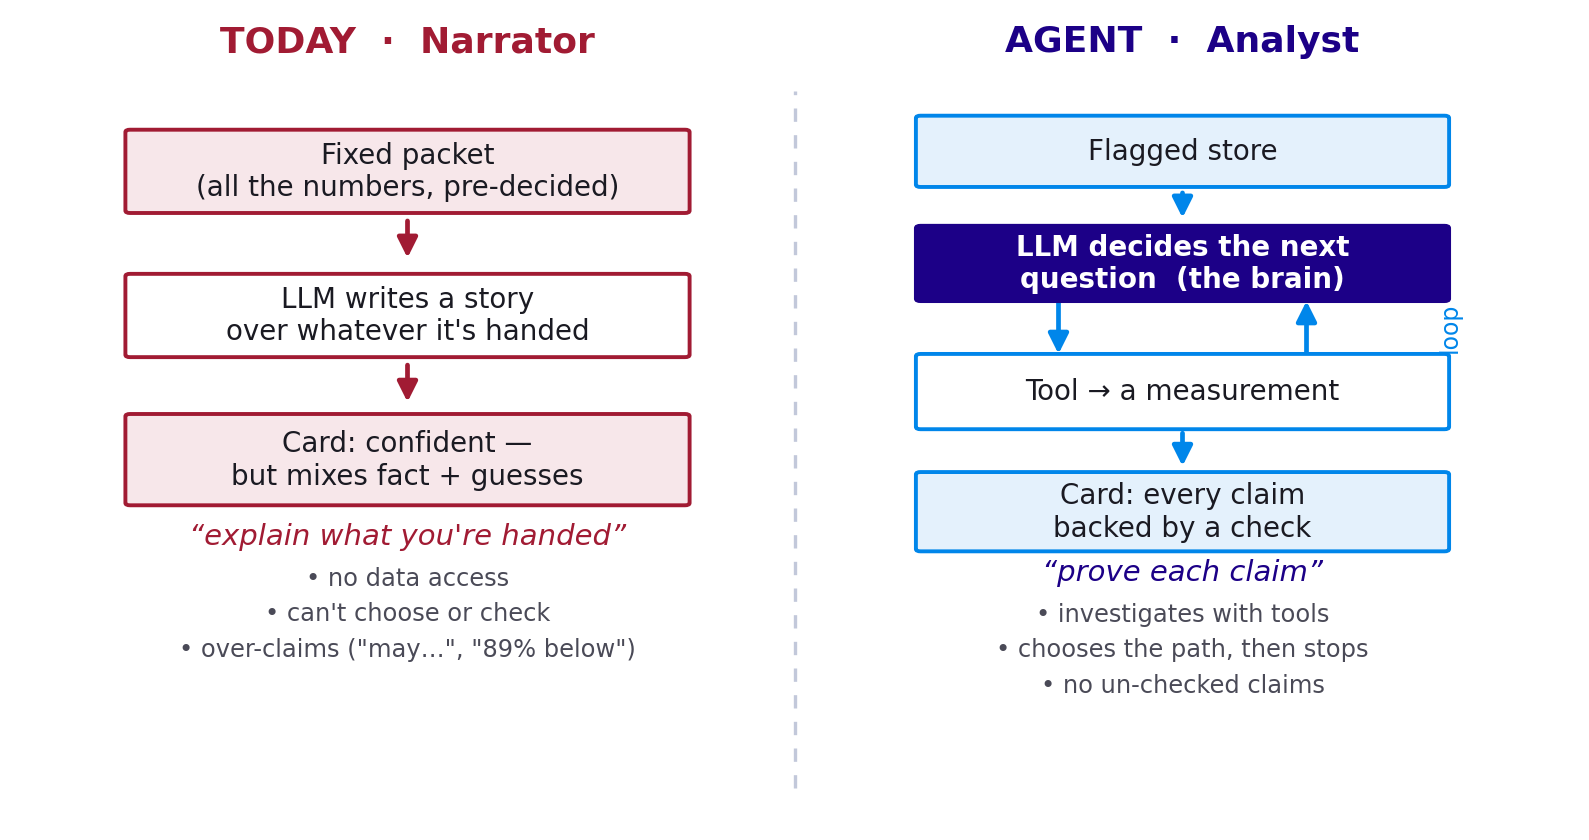 TODAY · Narrator
Fixed packet
(all the numbers, pre-decided)
LLM writes a story
over whatever it's handed
Card: confident —
but mixes fact + guesses
“explain what you're handed”
• no data access
• can't choose or check
• over-claims ("may…", "89% below")
AGENT · Analyst
Flagged store
LLM decides the next
question (the brain)
loop
Tool → a measurement
Card: every claim
backed by a check
“prove each claim”
• investigates with tools
• chooses the path, then stops
• no un-checked claims